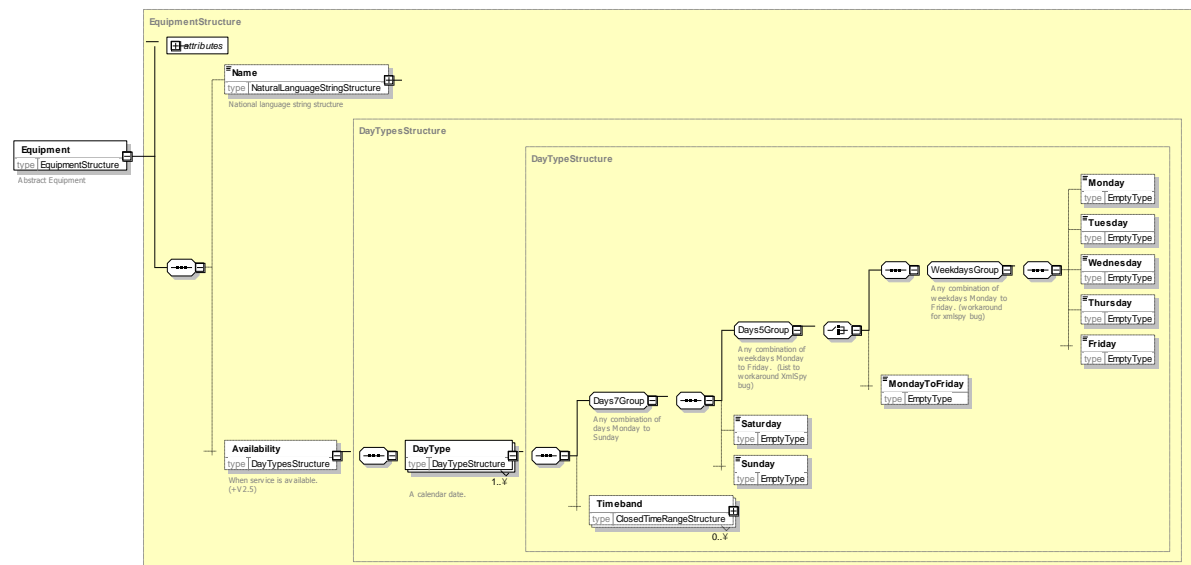 EquipmentStructure
attributes
Name
type NaturalLanguageStringStructure
National language string structure
DayTypesStructure
DayTypeStructure
Equipment
type EquipmentStructure
Abstract Equipment
Monday
type EmptyType
Tuesday
type EmptyType
WeekdaysGroup
Any combination of
weekdays Monday to
Friday. (workaround
for xmlspy bug)
Wednesday
type EmptyType
Thursday
type EmptyType
Friday
type EmptyType
Days5Group
Any combination of
weekdays Monday
to Friday. (List to
workaround XmlSpy
bug)
MondayToFriday
type EmptyType
Days7Group
Any combination of
days Monday to
Sunday
Saturday
type EmptyType
Sunday
type EmptyType
Availability
type DayTypesStructure
When service is available.
(+V2.5)
DayType
type DayTypeStructure
1..¥
A calendar date.
Timeband
type ClosedTimeRangeStructure
0..¥